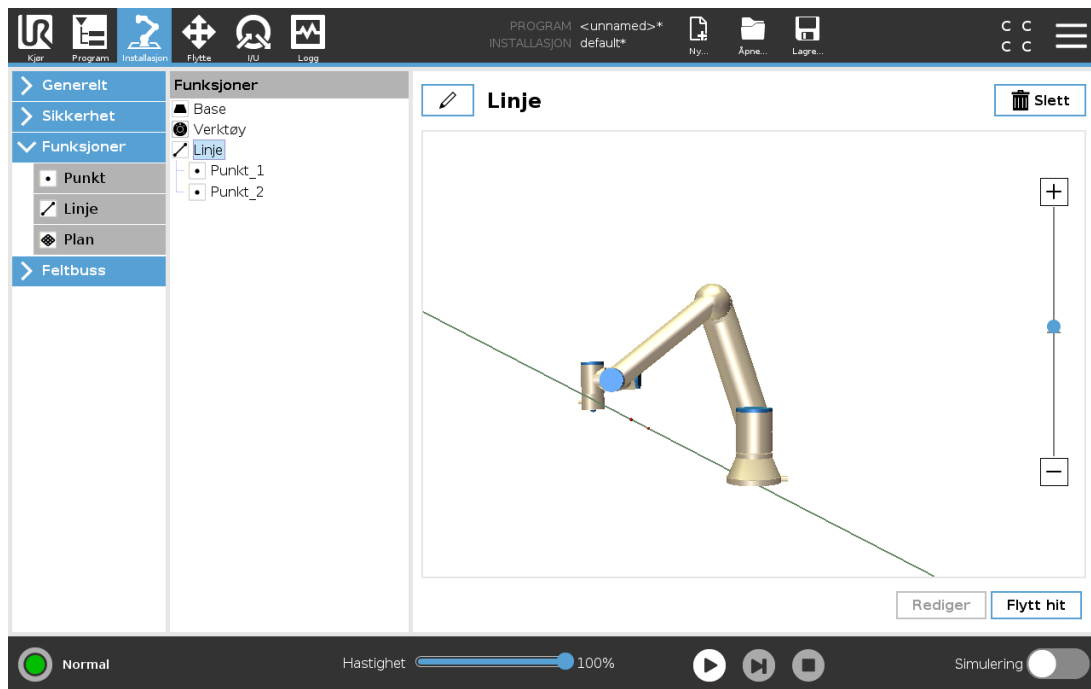 PROGRAM <unnamed>*
INSTALLASJON default*
C C
C C
Kjør Program Installasjon Flytte I/U Logg Ny... Åpne... Lagre...
Generelt
Sikkerhet
Funksjoner
Punkt
Linje
Plan
Feltbuss
Funksjoner
Base
Verktøy
Linje
Punkt_1
Punkt_2
Linje
Slett
Rediger Flytt hit
Normal Hastighet 100% Simulering